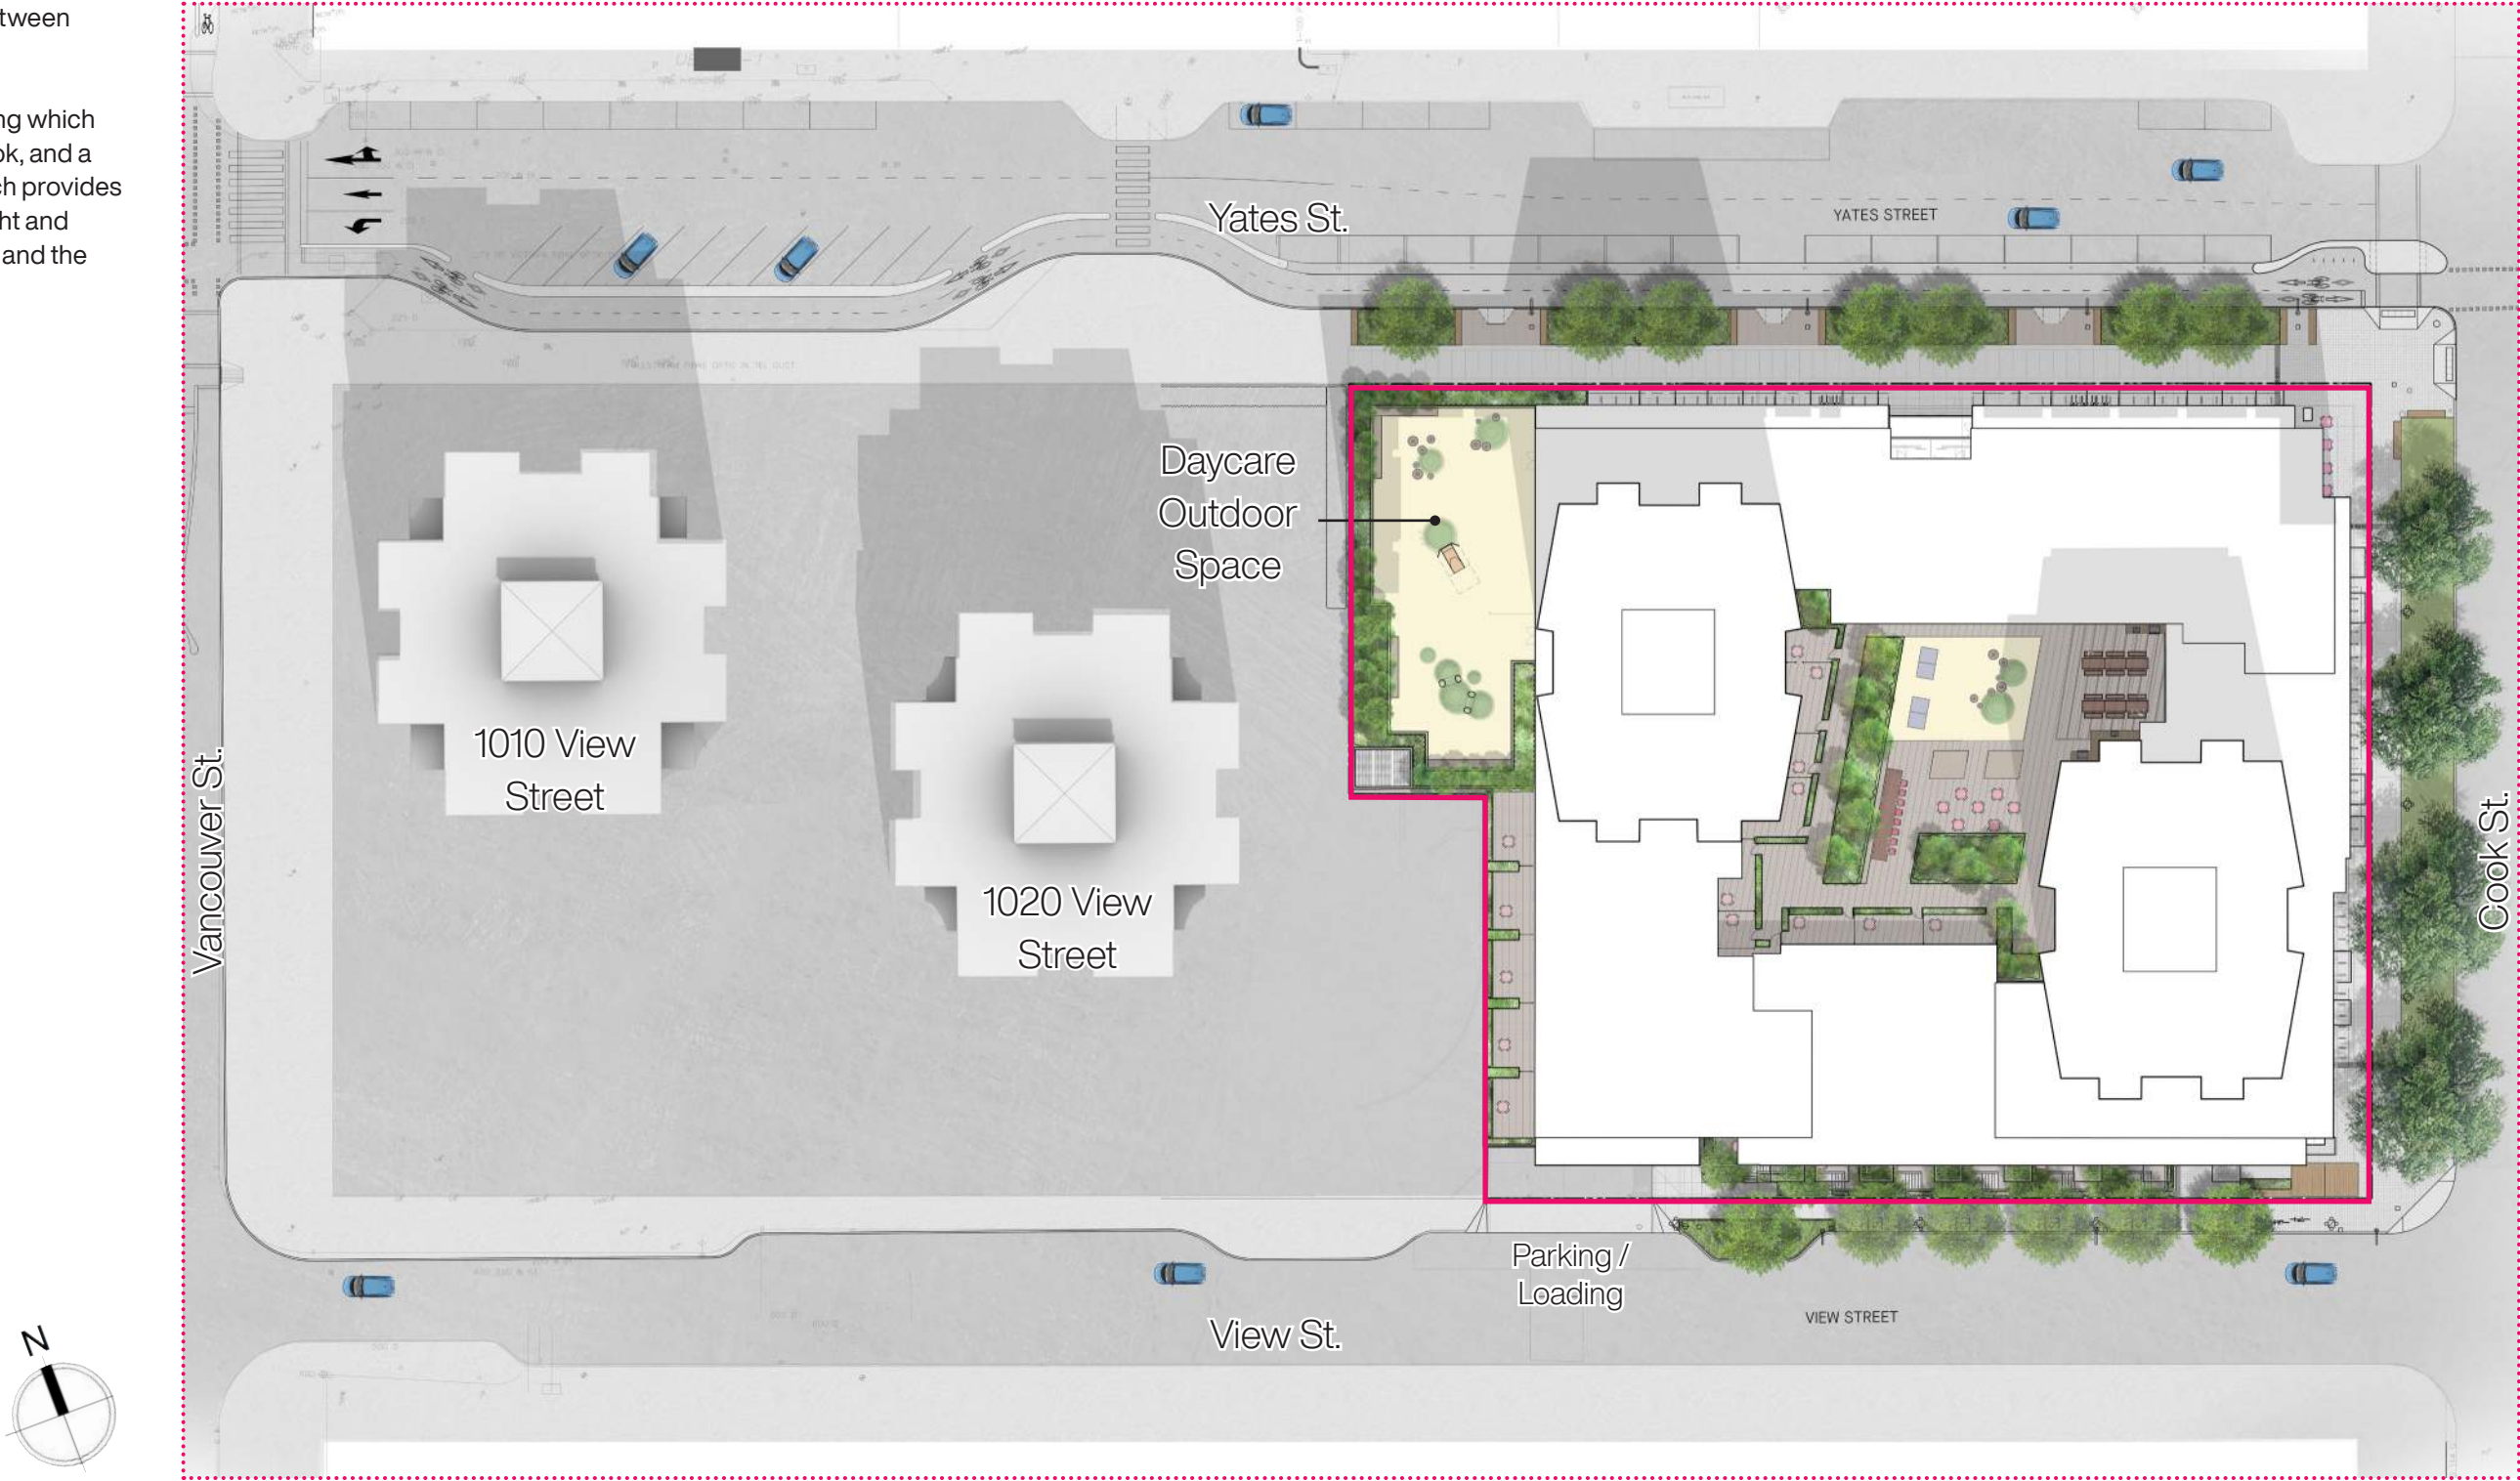 tween
ng which
ok, and a
ch provides
ht and
and the
Yates St.
YATES STREET
Daycare
Outdoor
Space
1010 View
Street
1020 View
Street
Vancouver St.
Cook St.
Parking /
Loading
View St.
VIEW STREET
N